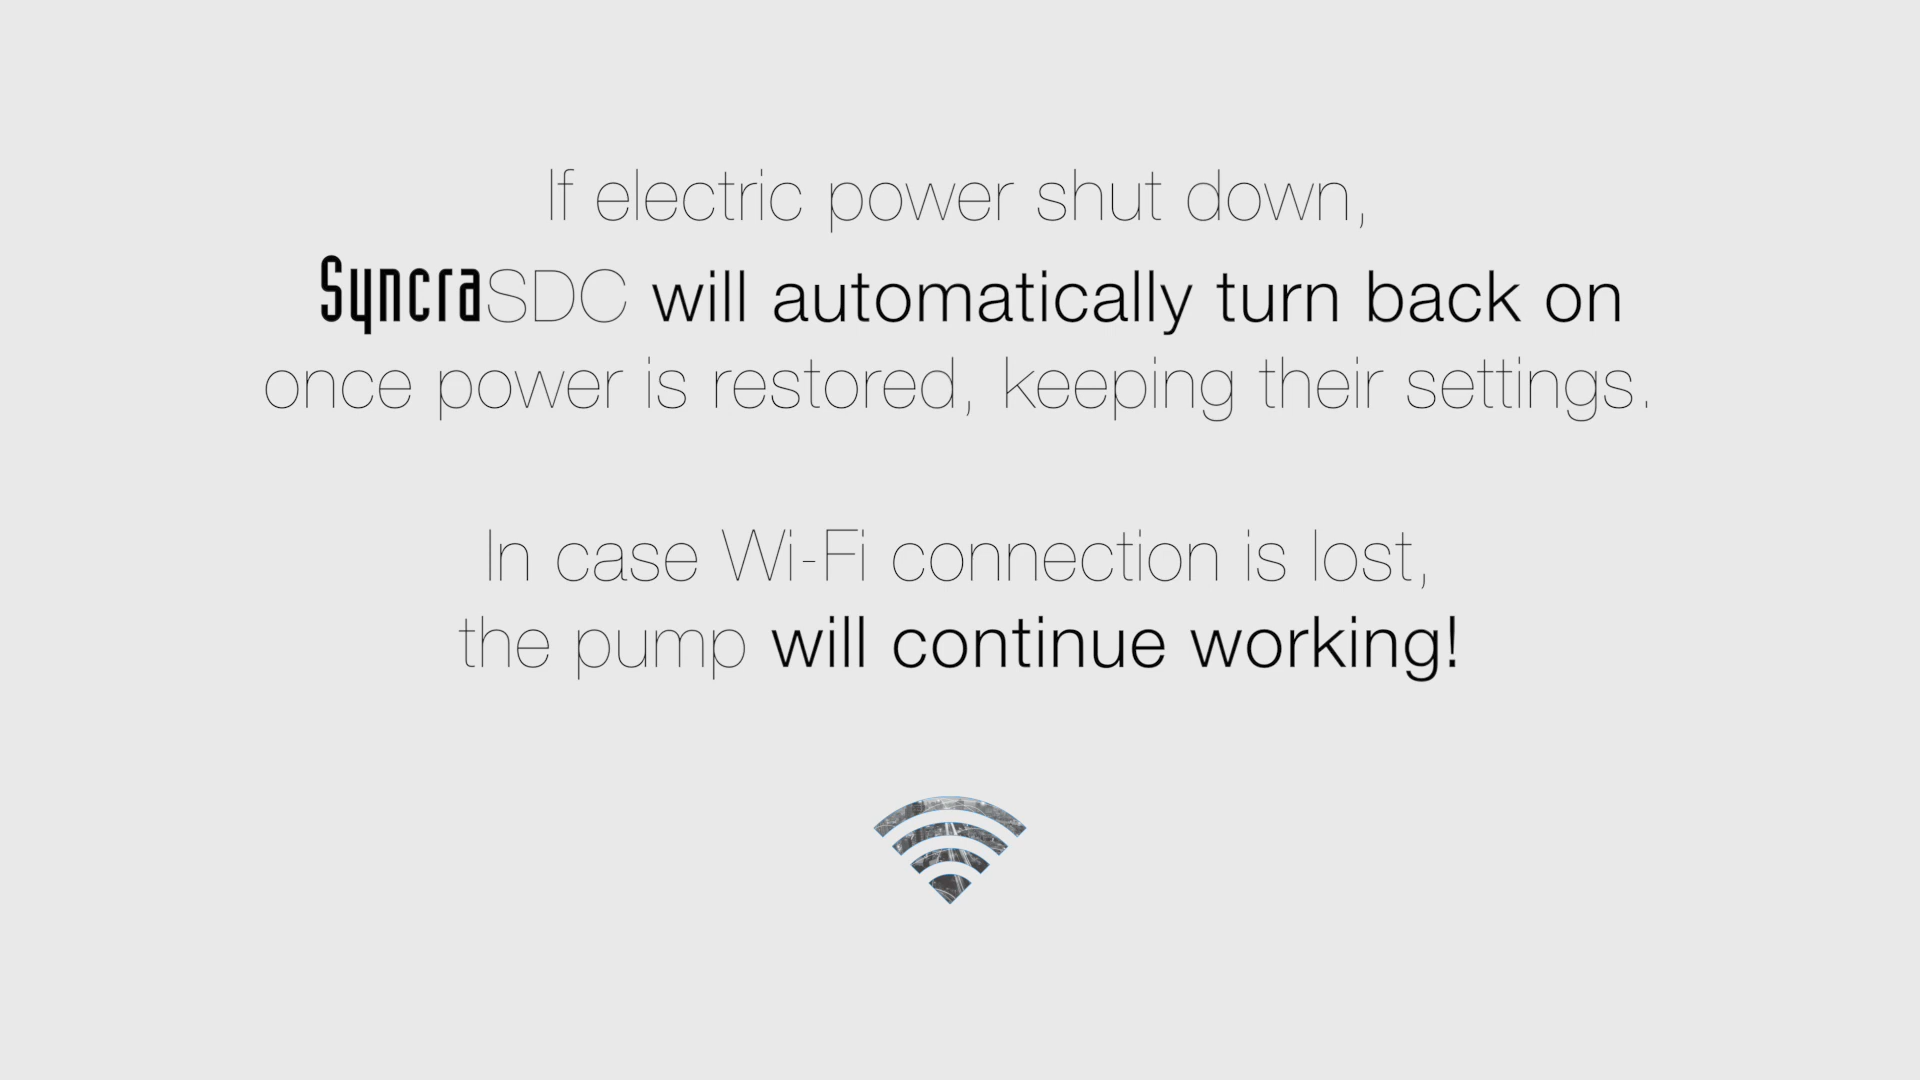 If electric power shut down,
SyncraSDC will automatically turn back on
once power is restored, keeping their settings.
In case Wi-Fi connection is lost,
the pump will continue working!